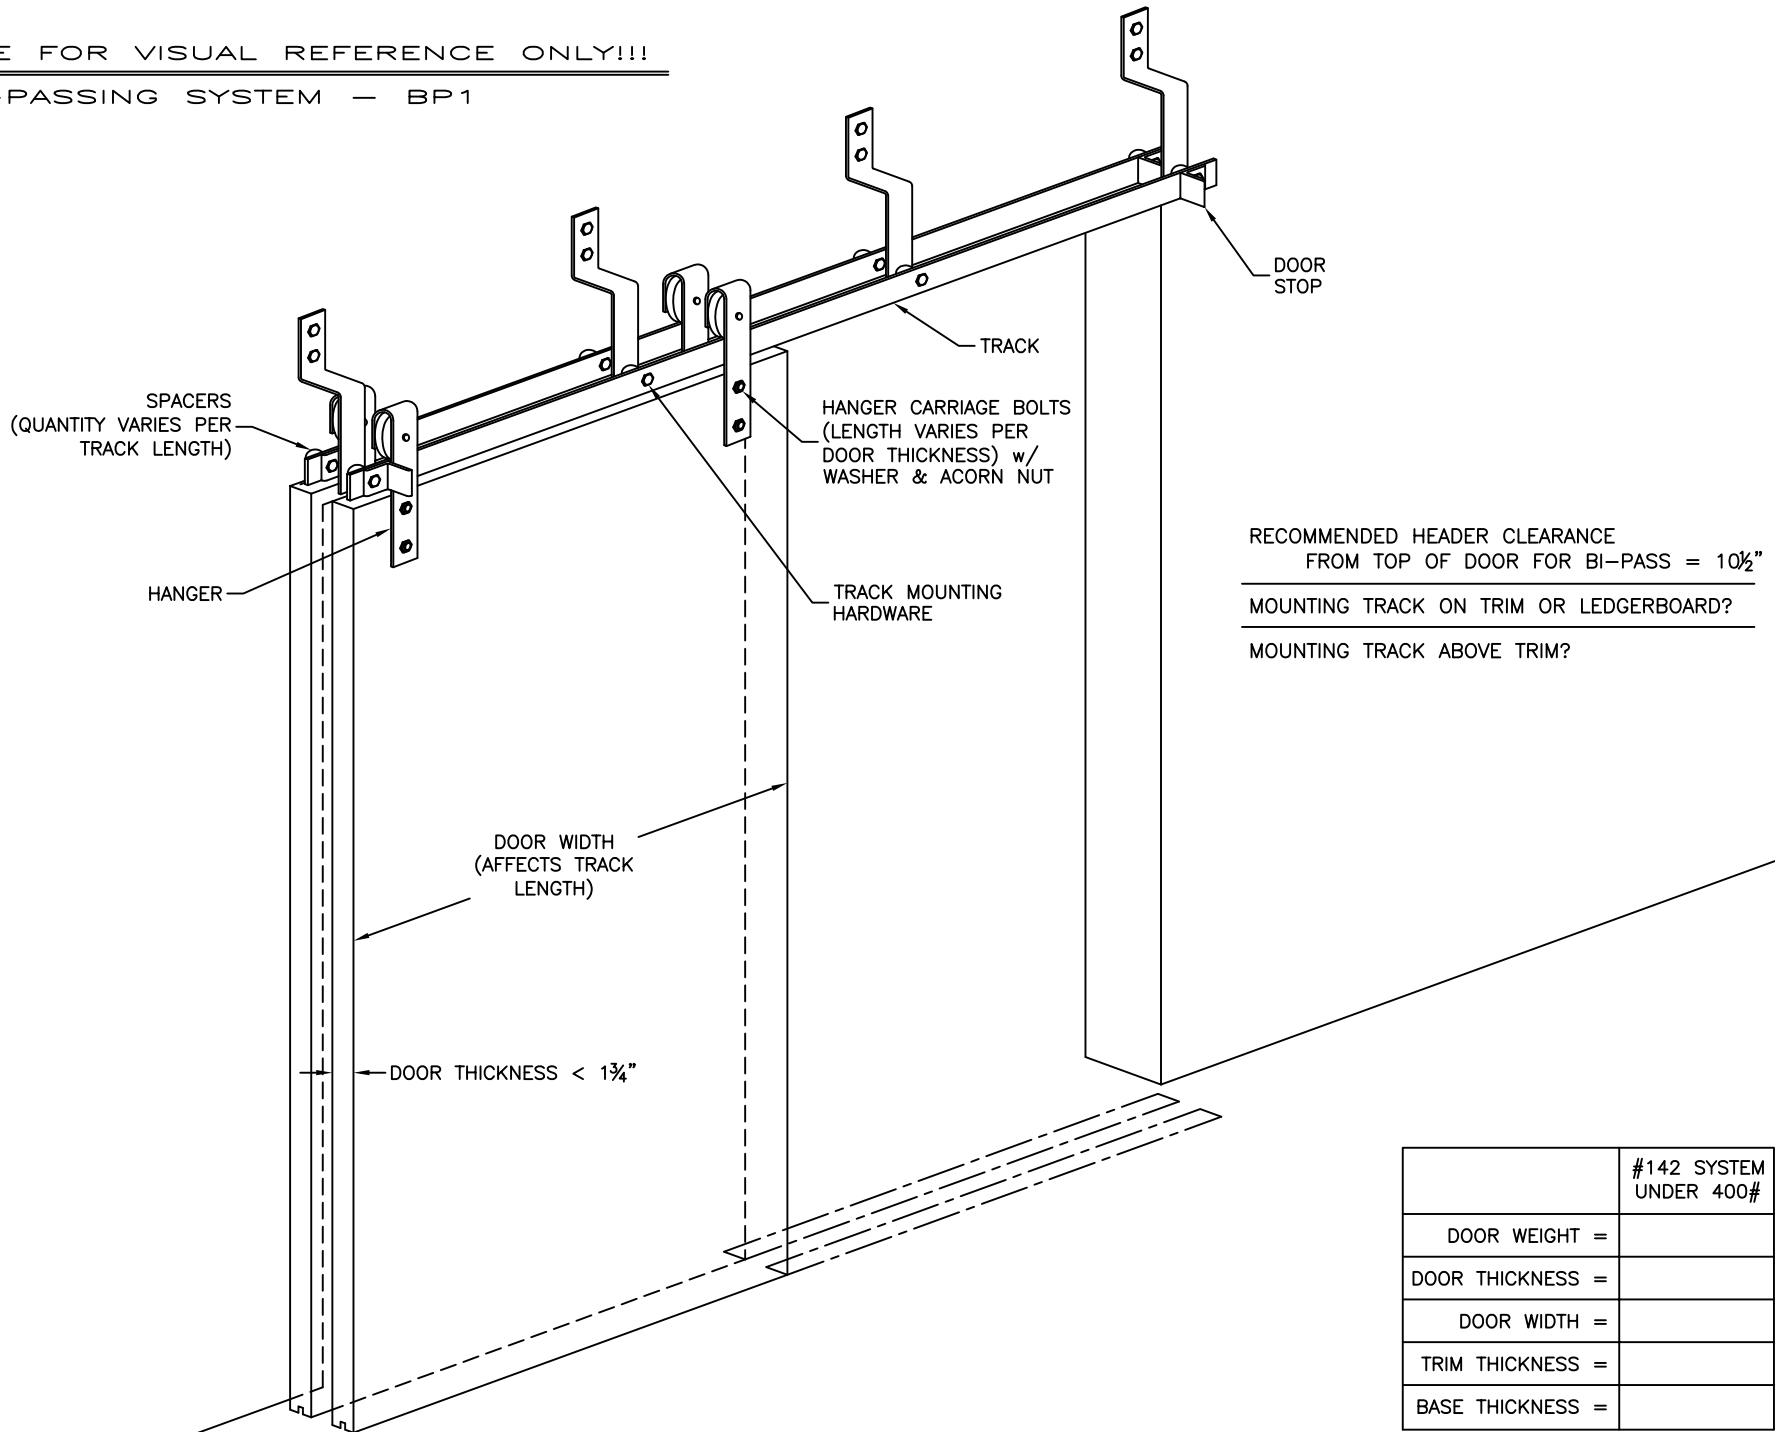 FOR VISUAL REFERENCE ONLY!!!
PASSING SYSTEM – BP1
DOOR
STOP
TRACK
SPACERS
(QUANTITY VARIES PER
TRACK LENGTH)
HANGER CARRIAGE BOLTS
(LENGTH VARIES PER
DOOR THICKNESS) w/
WASHER & ACORN NUT
HANGER
TRACK MOUNTING
HARDWARE
RECOMMENDED HEADER CLEARANCE
FROM TOP OF DOOR FOR BI–PASS = 10½"
MOUNTING TRACK ON TRIM OR LEDGERBOARD?
MOUNTING TRACK ABOVE TRIM?
DOOR WIDTH
(AFFECTS TRACK
LENGTH)
DOOR THICKNESS < 1¾"
#142 SYSTEM
UNDER 400#
DOOR WEIGHT =
DOOR THICKNESS =
DOOR WIDTH =
TRIM THICKNESS =
BASE THICKNESS =